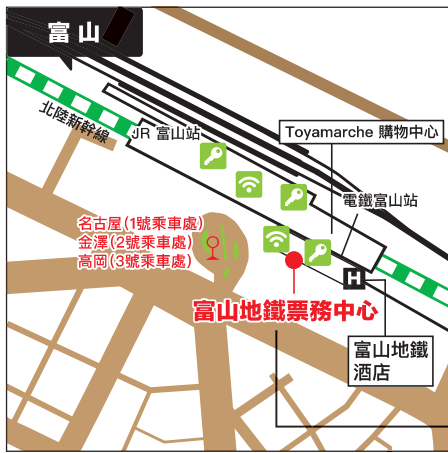 富山
北陸新幹線
JR 富山站
Toyamarche 購物中心
電鐵富山站
名古屋(1號乘車處)
金澤(2號乘車處)
高岡(3號乘車處)
H
富山地鐵票務中心
富山地鐵
酒店